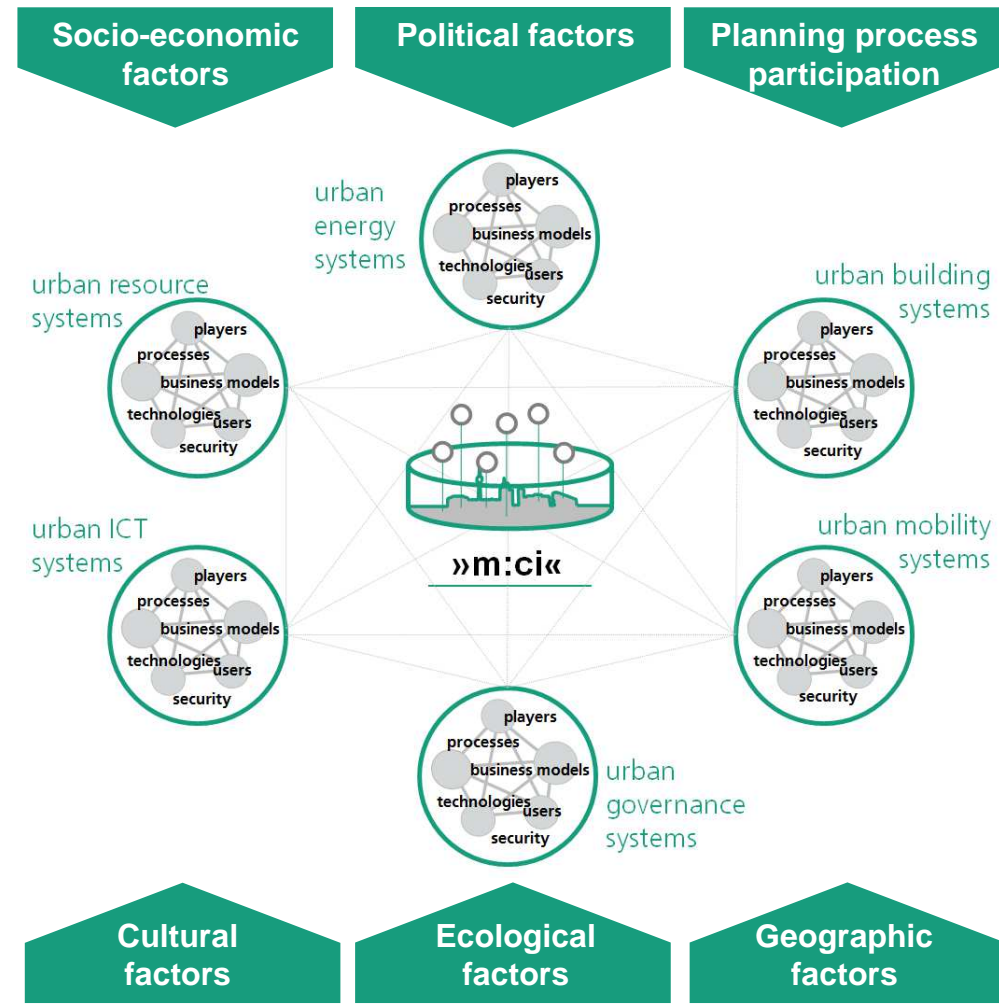 Socio-economic
factors
Political factors
Planning process
participation
urban
energy
systems
players
processes
business models
technologies
users
security
urban resource
systems
players
processes
business models
technologies
users
security
urban building
systems
players
processes
business models
technologies
users
security
»m:ci«
urban ICT
systems
players
processes
business models
technologies
users
security
urban mobility
systems
players
processes
business models
technologies
users
security
players
processes
business models
technologies
users
security
urban
governance
systems
Cultural
factors
Ecological
factors
Geographic
factors